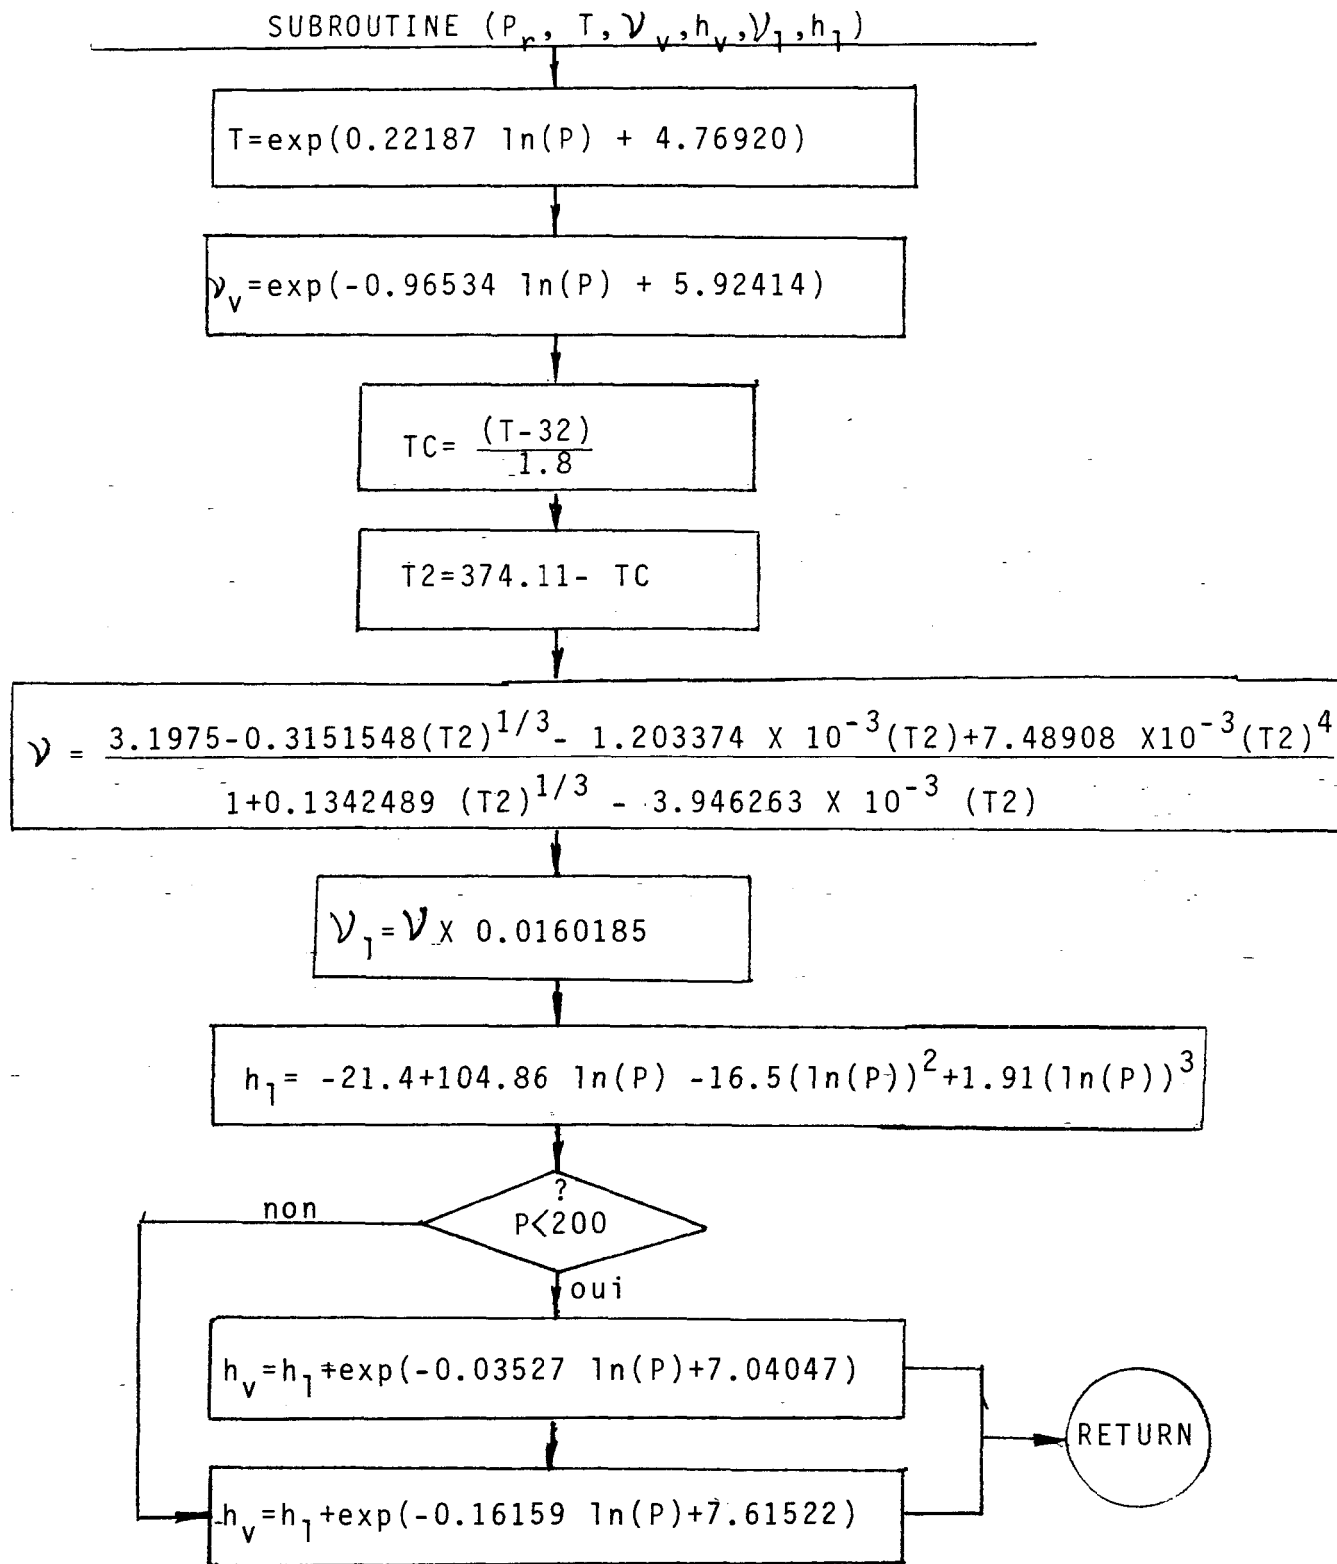 SUBROUTINE (Pr, T, νv, hv, νl, hl)
T=exp(0.22187 ln(P) + 4.76920)
νv=exp(-0.96534 ln(P) + 5.92414)
TC= (T-32)
1.8
T2=374.11- TC
ν = 3.1975-0.3151548(T2)^1/3 - 1.203374 X 10^-3(T2)+7.48908 X10^-3(T2)^4
1+0.1342489 (T2)^1/3 - 3.946263 X 10^-3 (T2)
νl=ν X 0.0160185
hl= -21.4+104.86 ln(P) -16.5(ln(P))^2+1.91(ln(P))^3
?
non
P<200
oui
hv=hl+exp(-0.03527 ln(P)+7.04047)
RETURN
hv=hl+exp(-0.16159 ln(P)+7.61522)